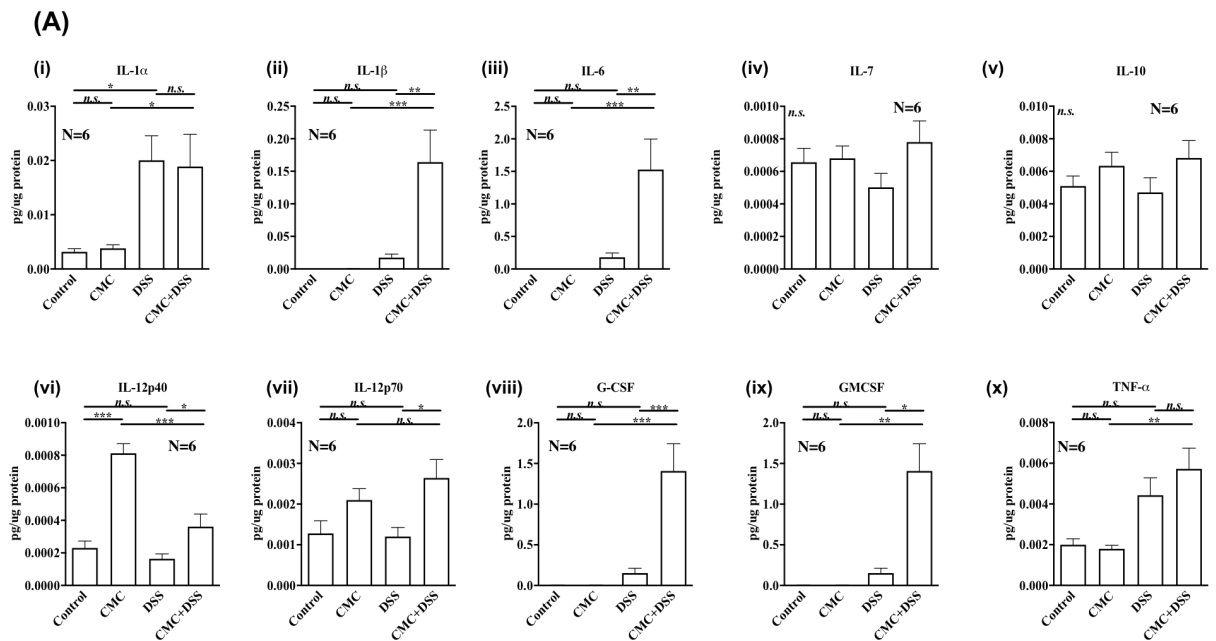 (A)
(i) IL-1α
* n.s.
n.s. *
N=6
pg/ug protein
0.03
0.02
0.01
0.00
Control CMC DSS CMC+DSS
(ii) IL-1β
n.s. **
n.s. ***
N=6
pg/ug protein
0.25
0.20
0.15
0.10
0.05
0.00
Control CMC DSS CMC+DSS
(iii) IL-6
n.s. **
n.s. ***
N=6
pg/ug protein
2.5
2.0
1.5
1.0
0.5
0.0
Control CMC DSS CMC+DSS
(iv) IL-7
n.s. N=6
pg/ug protein
0.0010
0.0008
0.0006
0.0004
0.0002
0.0000
Control CMC DSS CMC+DSS
(v) IL-10
n.s. N=6
pg/ug protein
0.010
0.008
0.006
0.004
0.002
0.000
Control CMC DSS CMC+DSS
(vi) IL-12p40
n.s. *
*** ***
N=6
pg/ug protein
0.0010
0.0008
0.0006
0.0004
0.0002
0.0000
Control CMC DSS CMC+DSS
(vii) IL-12p70
n.s. *
n.s. n.s.
N=6
pg/ug protein
0.004
0.003
0.002
0.001
0.000
Control CMC DSS CMC+DSS
(viii) G-CSF
n.s. ***
n.s. ***
N=6
pg/ug protein
2.0
1.5
1.0
0.5
0.0
Control CMC DSS CMC+DSS
(ix) GMCSF
n.s. *
n.s. **
N=6
pg/ug protein
2.0
1.5
1.0
0.5
0.0
Control CMC DSS CMC+DSS
(x) TNF-α
n.s. n.s.
n.s. **
N=6
pg/ug protein
0.008
0.006
0.004
0.002
0.000
Control CMC DSS CMC+DSS